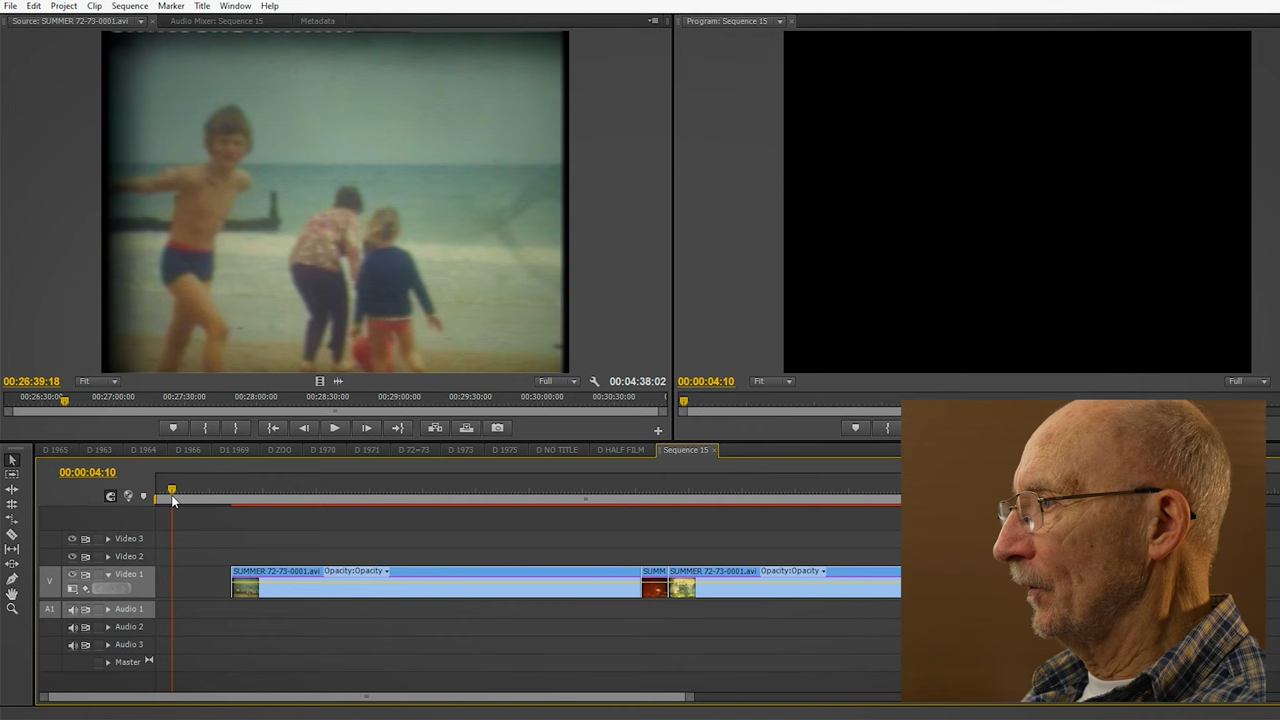 File Edit Project Clip Sequence Marker Title Window Help
Source: SUMMER 72-73-0001.avi Audio Mixer: Sequence 15 Metadata
Program: Sequence 15
00:26:39:18 Fit Full 00:04:38:02
00:00:04:10 Fit Full
00:26:30:00 00:27:00:00 00:27:30:00 00:28:00:00 00:28:30:00 00:29:00:00 00:29:30:00 00:30:00:00 00:30:30:00
D 1965 D 1963 D 1964 D 1966 D1 1969 D ZOO D 1970 D 1971 D 72=73 D 1973 D 1975 D NO TITLE D HALF FILM Sequence 15
00:00:04:10
Video 3
Video 2
V Video 1
SUMMER 72-73-0001.avi Opacity:Opacity SUMM SUMMER 72-73-0001.avi Opacity:Opacity
A1 Audio 1
Audio 2
Audio 3
Master